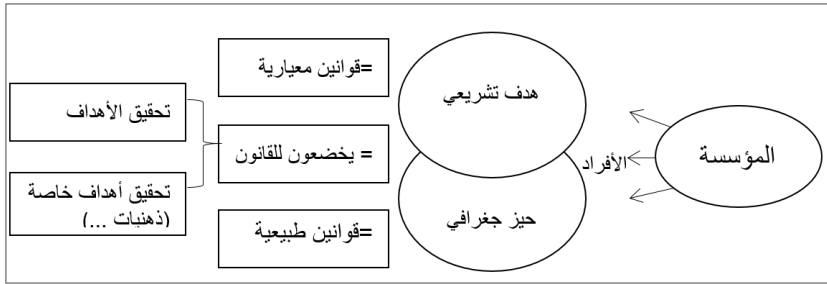 المؤسسة
الأفراد
هدف تشريعي
حيز جغرافي
=قوانين معيارية
= يخضعون للقانون
=قوانين طبيعية
تحقيق الأهداف
تحقيق أهداف خاصة
(ذهنيات ...)